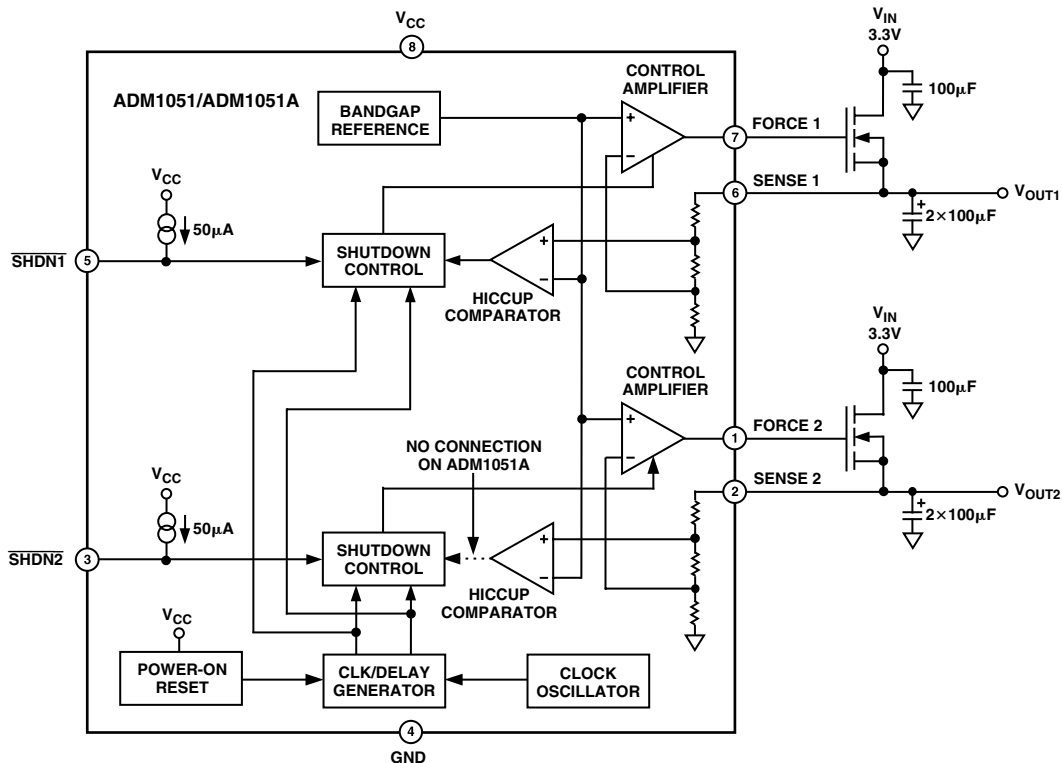 VCC
8
VIN
3.3V
ADM1051/ADM1051A
BANDGAP
REFERENCE
CONTROL
AMPLIFIER
+
−
7
FORCE 1
100μF
VCC
50μA
6
SENSE 1
VOUT1
+
2×100μF
SHDN1
5
SHUTDOWN
CONTROL
+
−
HICCUP
COMPARATOR
VIN
3.3V
CONTROL
AMPLIFIER
100μF
+
−
1
FORCE 2
NO CONNECTION
ON ADM1051A
VCC
50μA
2
SENSE 2
VOUT2
+
2×100μF
SHDN2
3
SHUTDOWN
CONTROL
+
−
HICCUP
COMPARATOR
VCC
POWER-ON
RESET
CLK/DELAY
GENERATOR
CLOCK
OSCILLATOR
4
GND